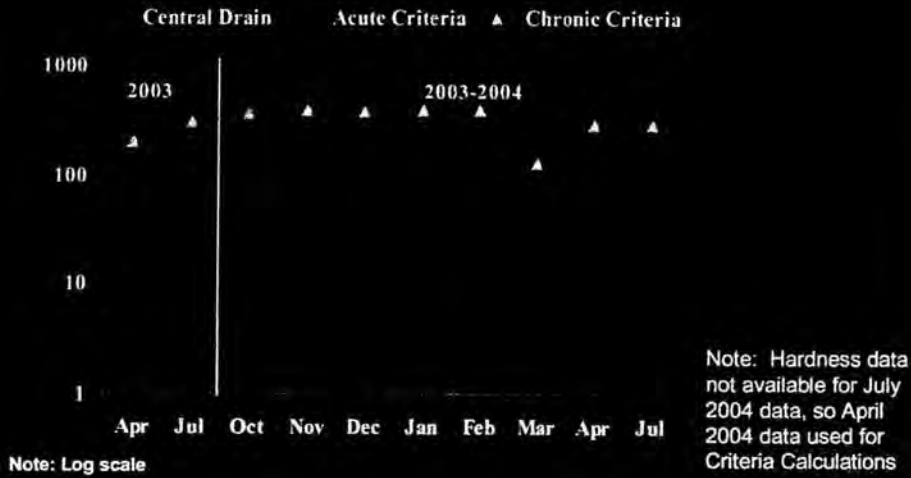 Central Drain Acute Criteria Chronic Criteria
1000
2003 2003-2004
100
10
1
Apr Jul Oct Nov Dec Jan Feb Mar Apr Jul
Note: Log scale
Note: Hardness data
not available for July
2004 data, so April
2004 data used for
Criteria Calculations